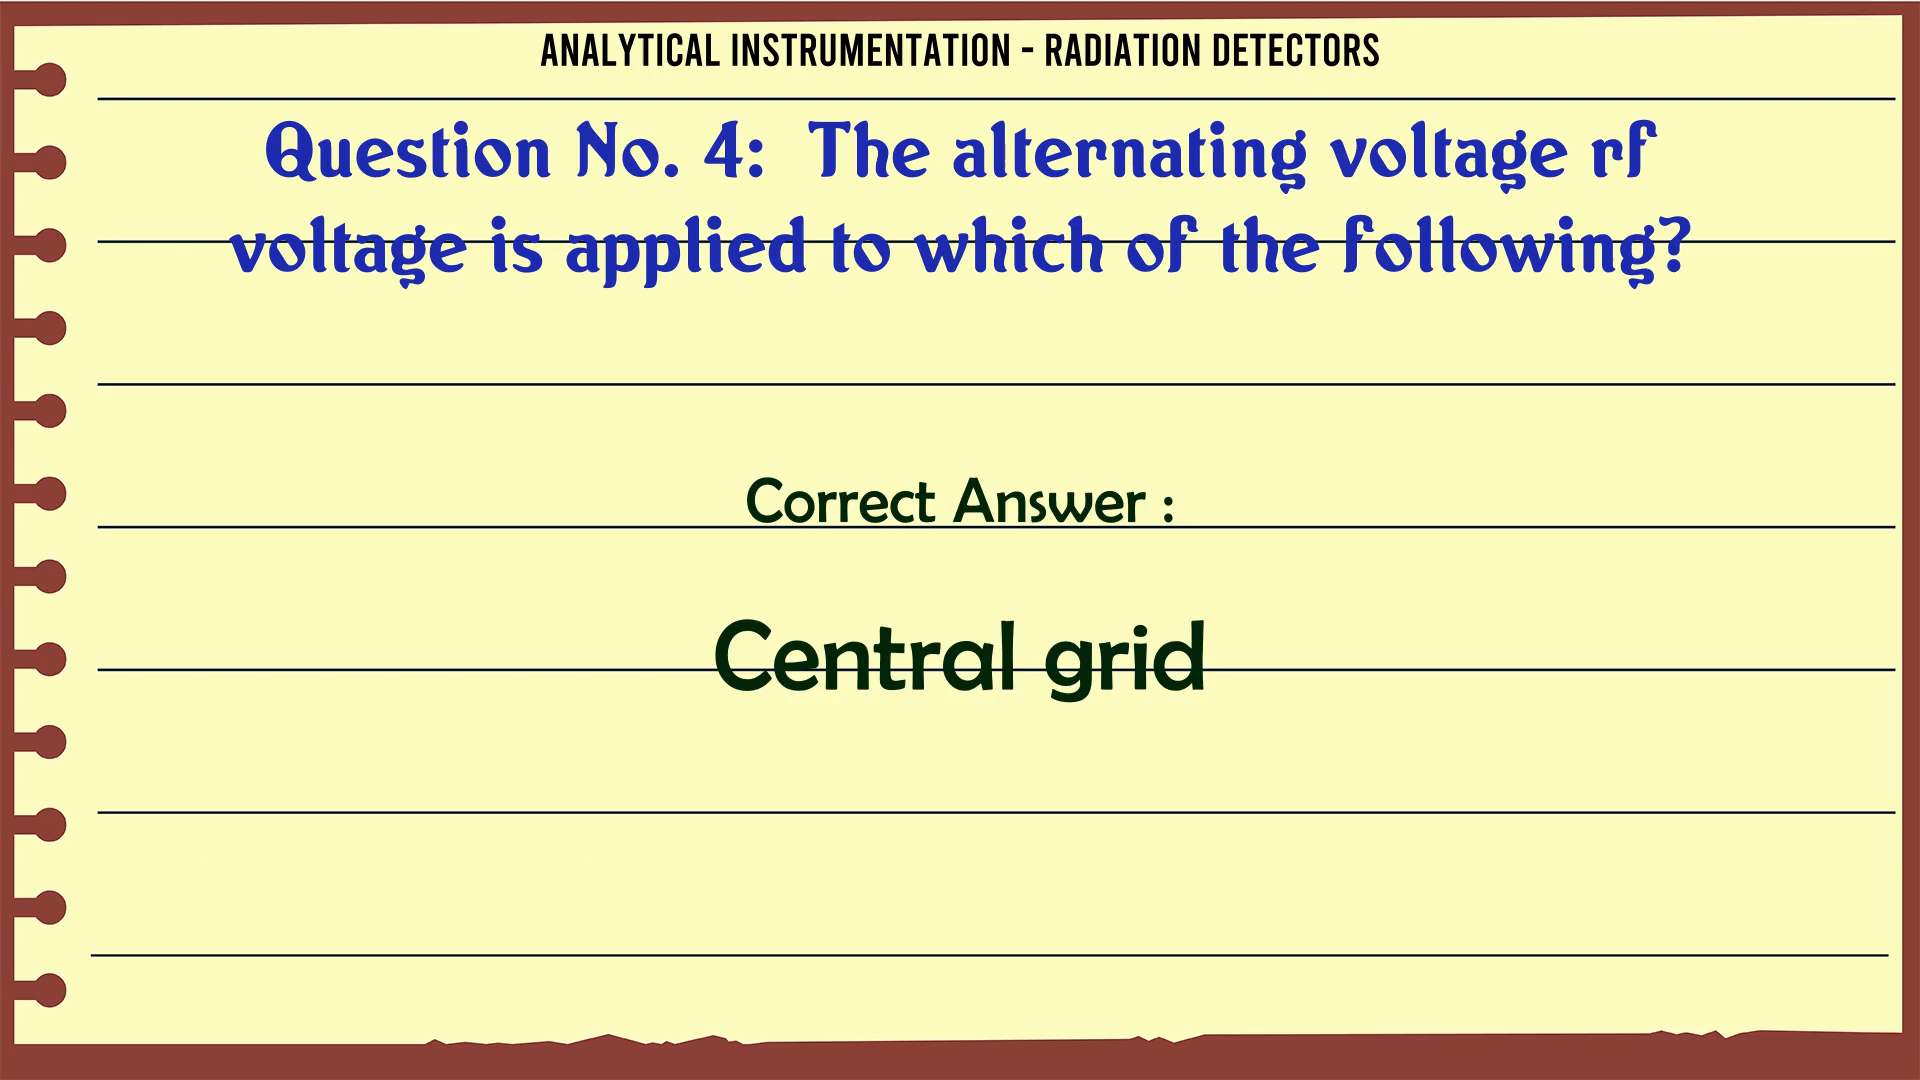 ANALYTICAL INSTRUMENTATION - RADIATION DETECTORS
Question No. 4:  The alternating voltage rf
voltage is applied to which of the following?
Correct Answer :
Central grid